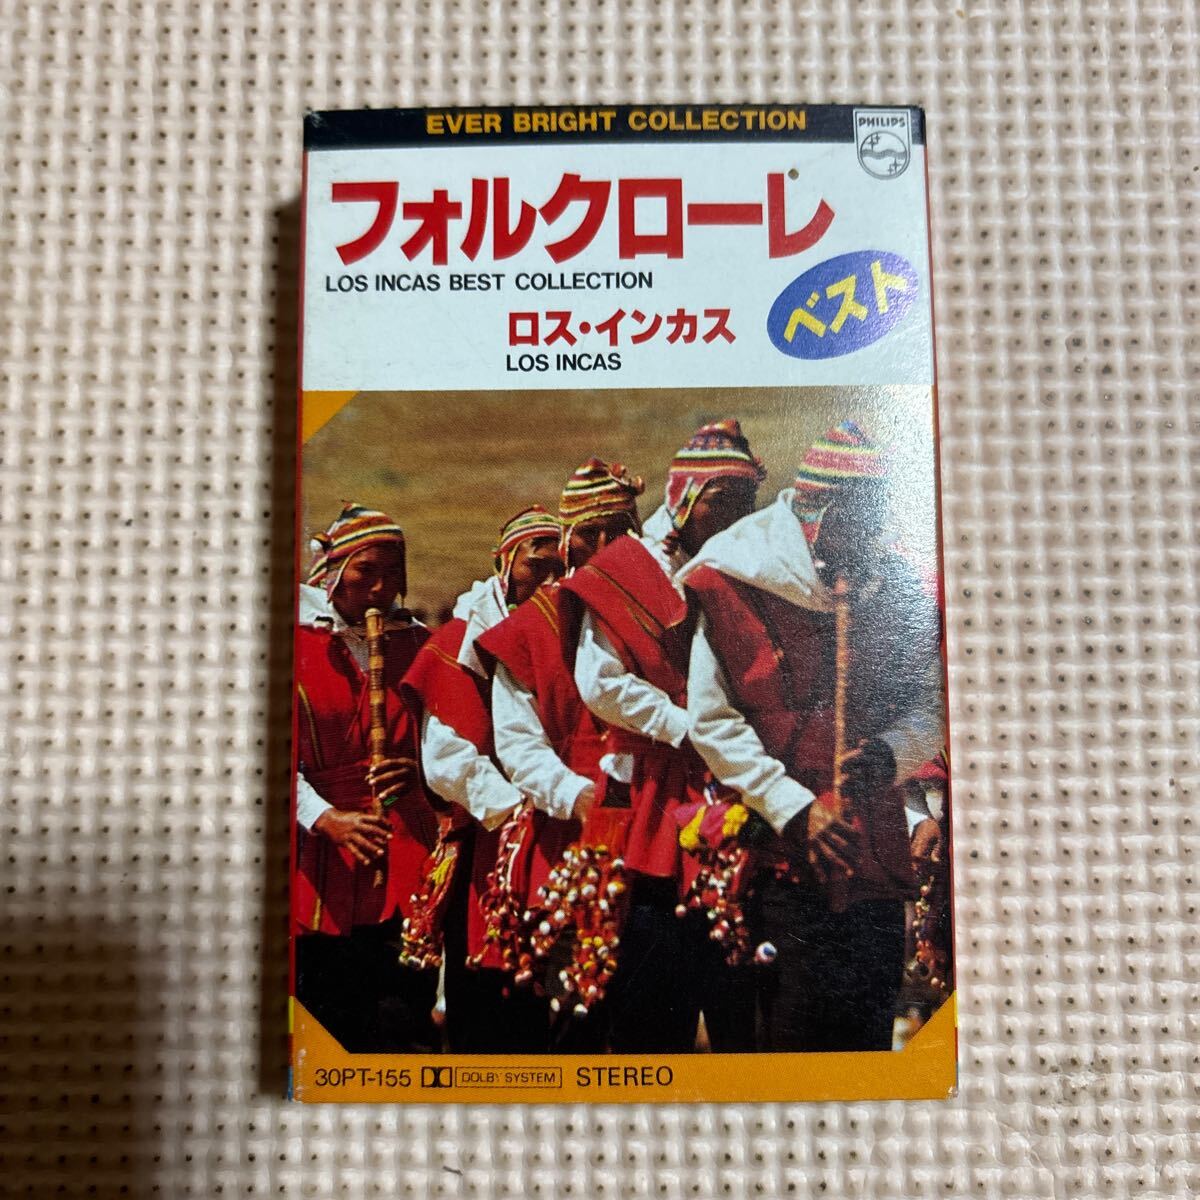 EVER BRIGHT COLLECTION
PHILIPS
フォルクローレ
LOS INCAS BEST COLLECTION
ベスト
ロス・インカス
LOS INCAS
30PT-155 DOLBY SYSTEM STEREO